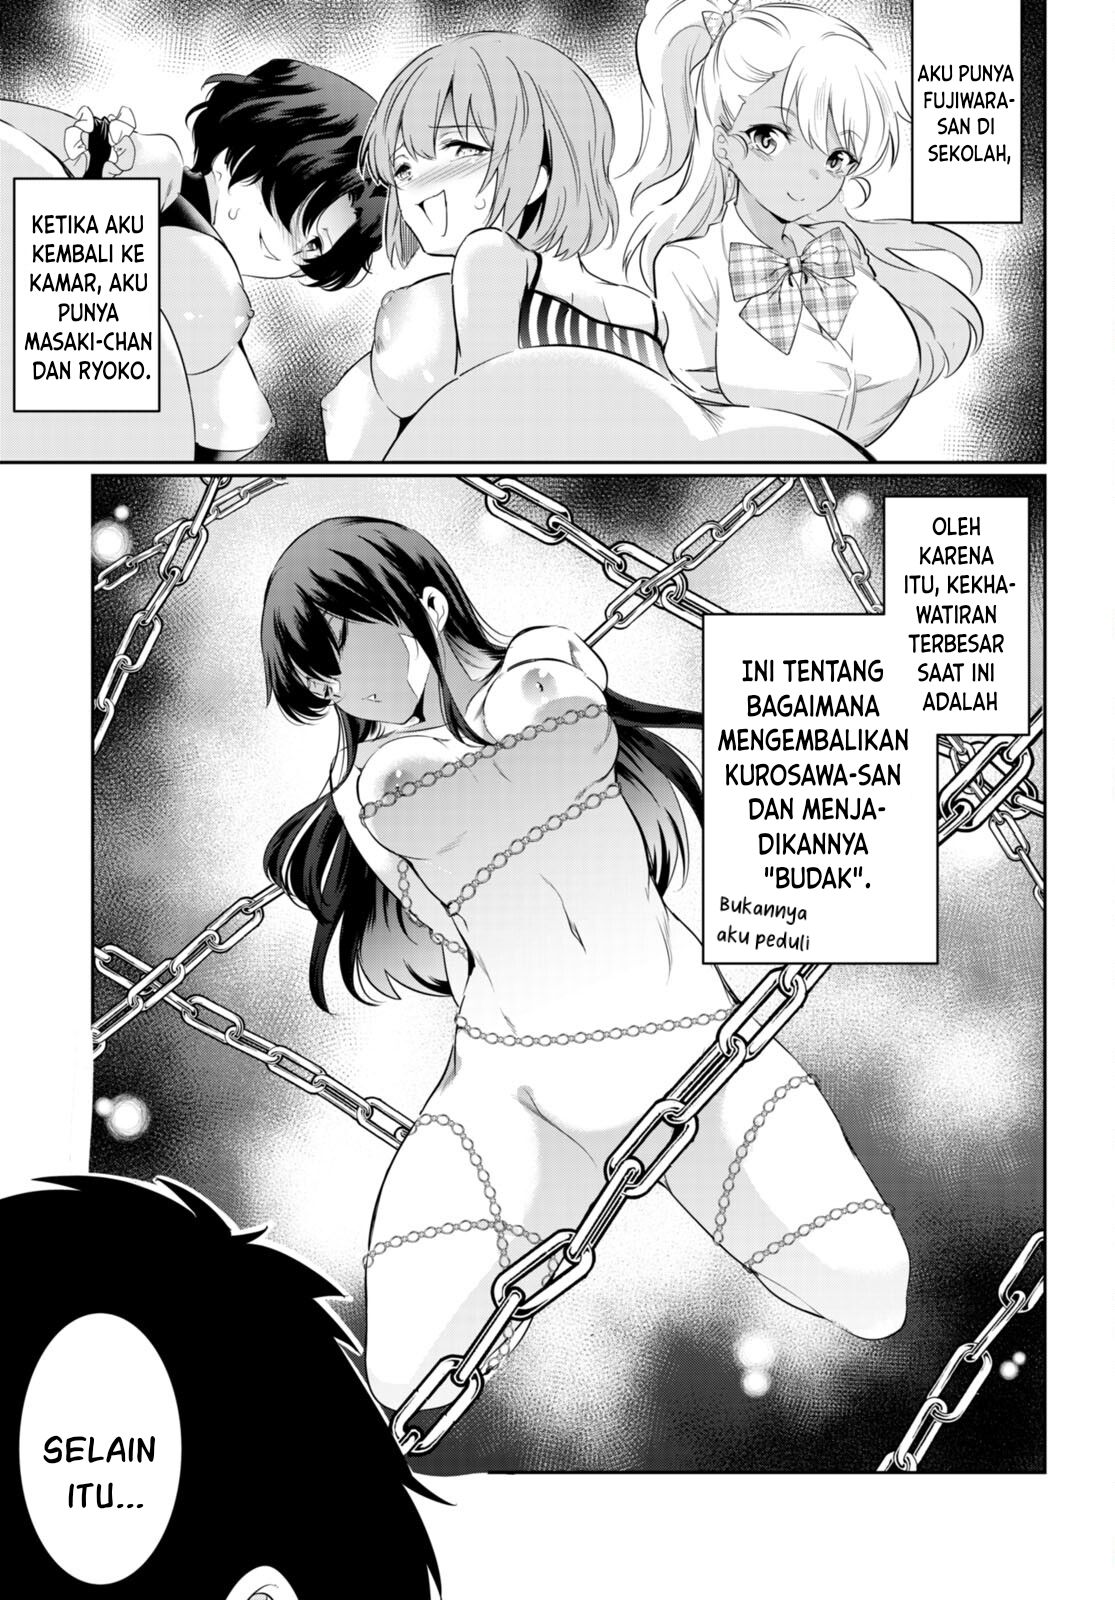 AKU PUNYA
FUJIWARA-
SAN DI
SEKOLAH,
KETIKA AKU
KEMBALI KE
KAMAR, AKU
PUNYA
MASAKI-CHAN
DAN RYOKO.
OLEH
KARENA
ITU, KEKHA-
WATIRAN
TERBESAR
SAAT INI
ADALAH
INI TENTANG
BAGAIMANA
MENGEMBALIKAN
KUROSAWA-SAN
DAN MENJA-
DIKANNYA
"BUDAK".
Bukannya
aku peduli
SELAIN
ITU...